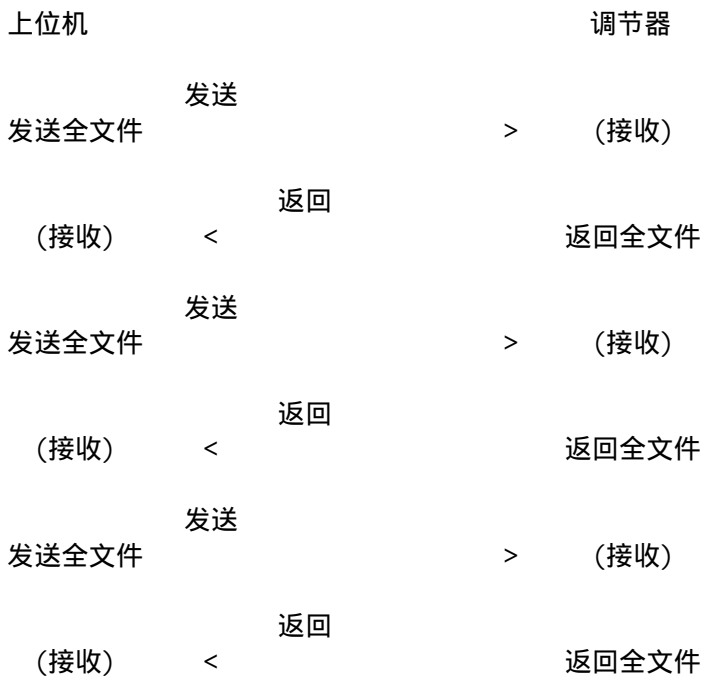 上位机 调节器
发送
发送全文件 > （接收）
返回
（接收） < 返回全文件
发送
发送全文件 > （接收）
返回
（接收） < 返回全文件
发送
发送全文件 > （接收）
返回
（接收） < 返回全文件